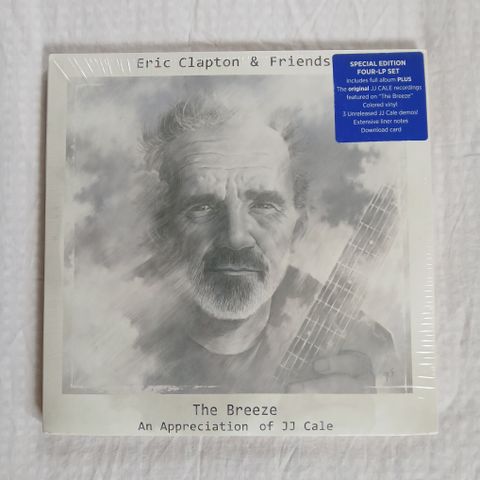 Eric Clapton & Friends
SPECIAL EDITION
FOUR-LP SET
Includes full album PLUS
The original JJ CALE recordings
featured on "The Breeze"
Colored vinyl
3 Unreleased JJ Cale demos!
Extensive liner notes
Download card
The Breeze
An Appreciation of JJ Cale